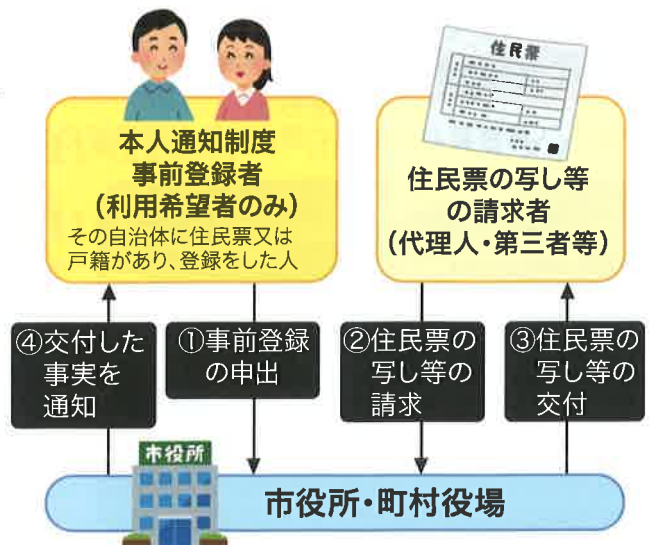 住民票
本人通知制度
事前登録者
（利用希望者のみ）
その自治体に住民票又は
戸籍があり、登録をした人
住民票の写し等
の請求者
（代理人・第三者等）
④交付した
事実を
通知
①事前登録
の申出
②住民票の
写し等の
請求
③住民票の
写し等の
交付
市役所
市役所・町村役場